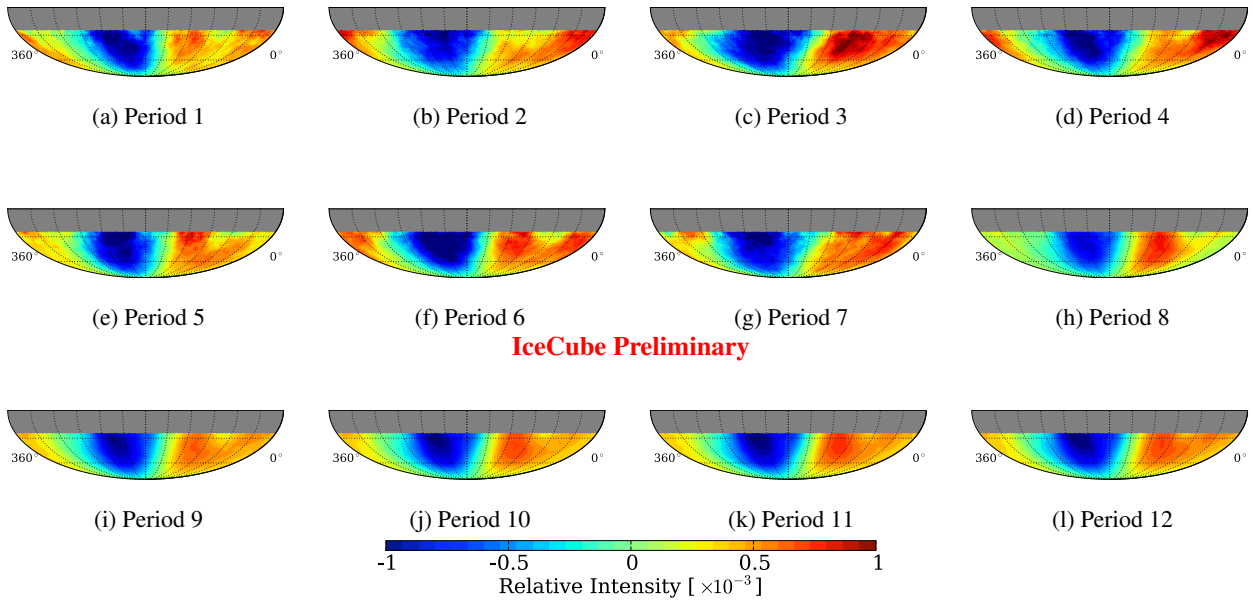 360° 0° 360° 0° 360° 0° 360° 0°
(a) Period 1 (b) Period 2 (c) Period 3 (d) Period 4
360° 0° 360° 0° 360° 0° 360° 0°
(e) Period 5 (f) Period 6 (g) Period 7 (h) Period 8
IceCube Preliminary
360° 0° 360° 0° 360° 0° 360° 0°
(i) Period 9 (j) Period 10 (k) Period 11 (l) Period 12
-1 -0.5 0 0.5 1
Relative Intensity [ ×10⁻³ ]